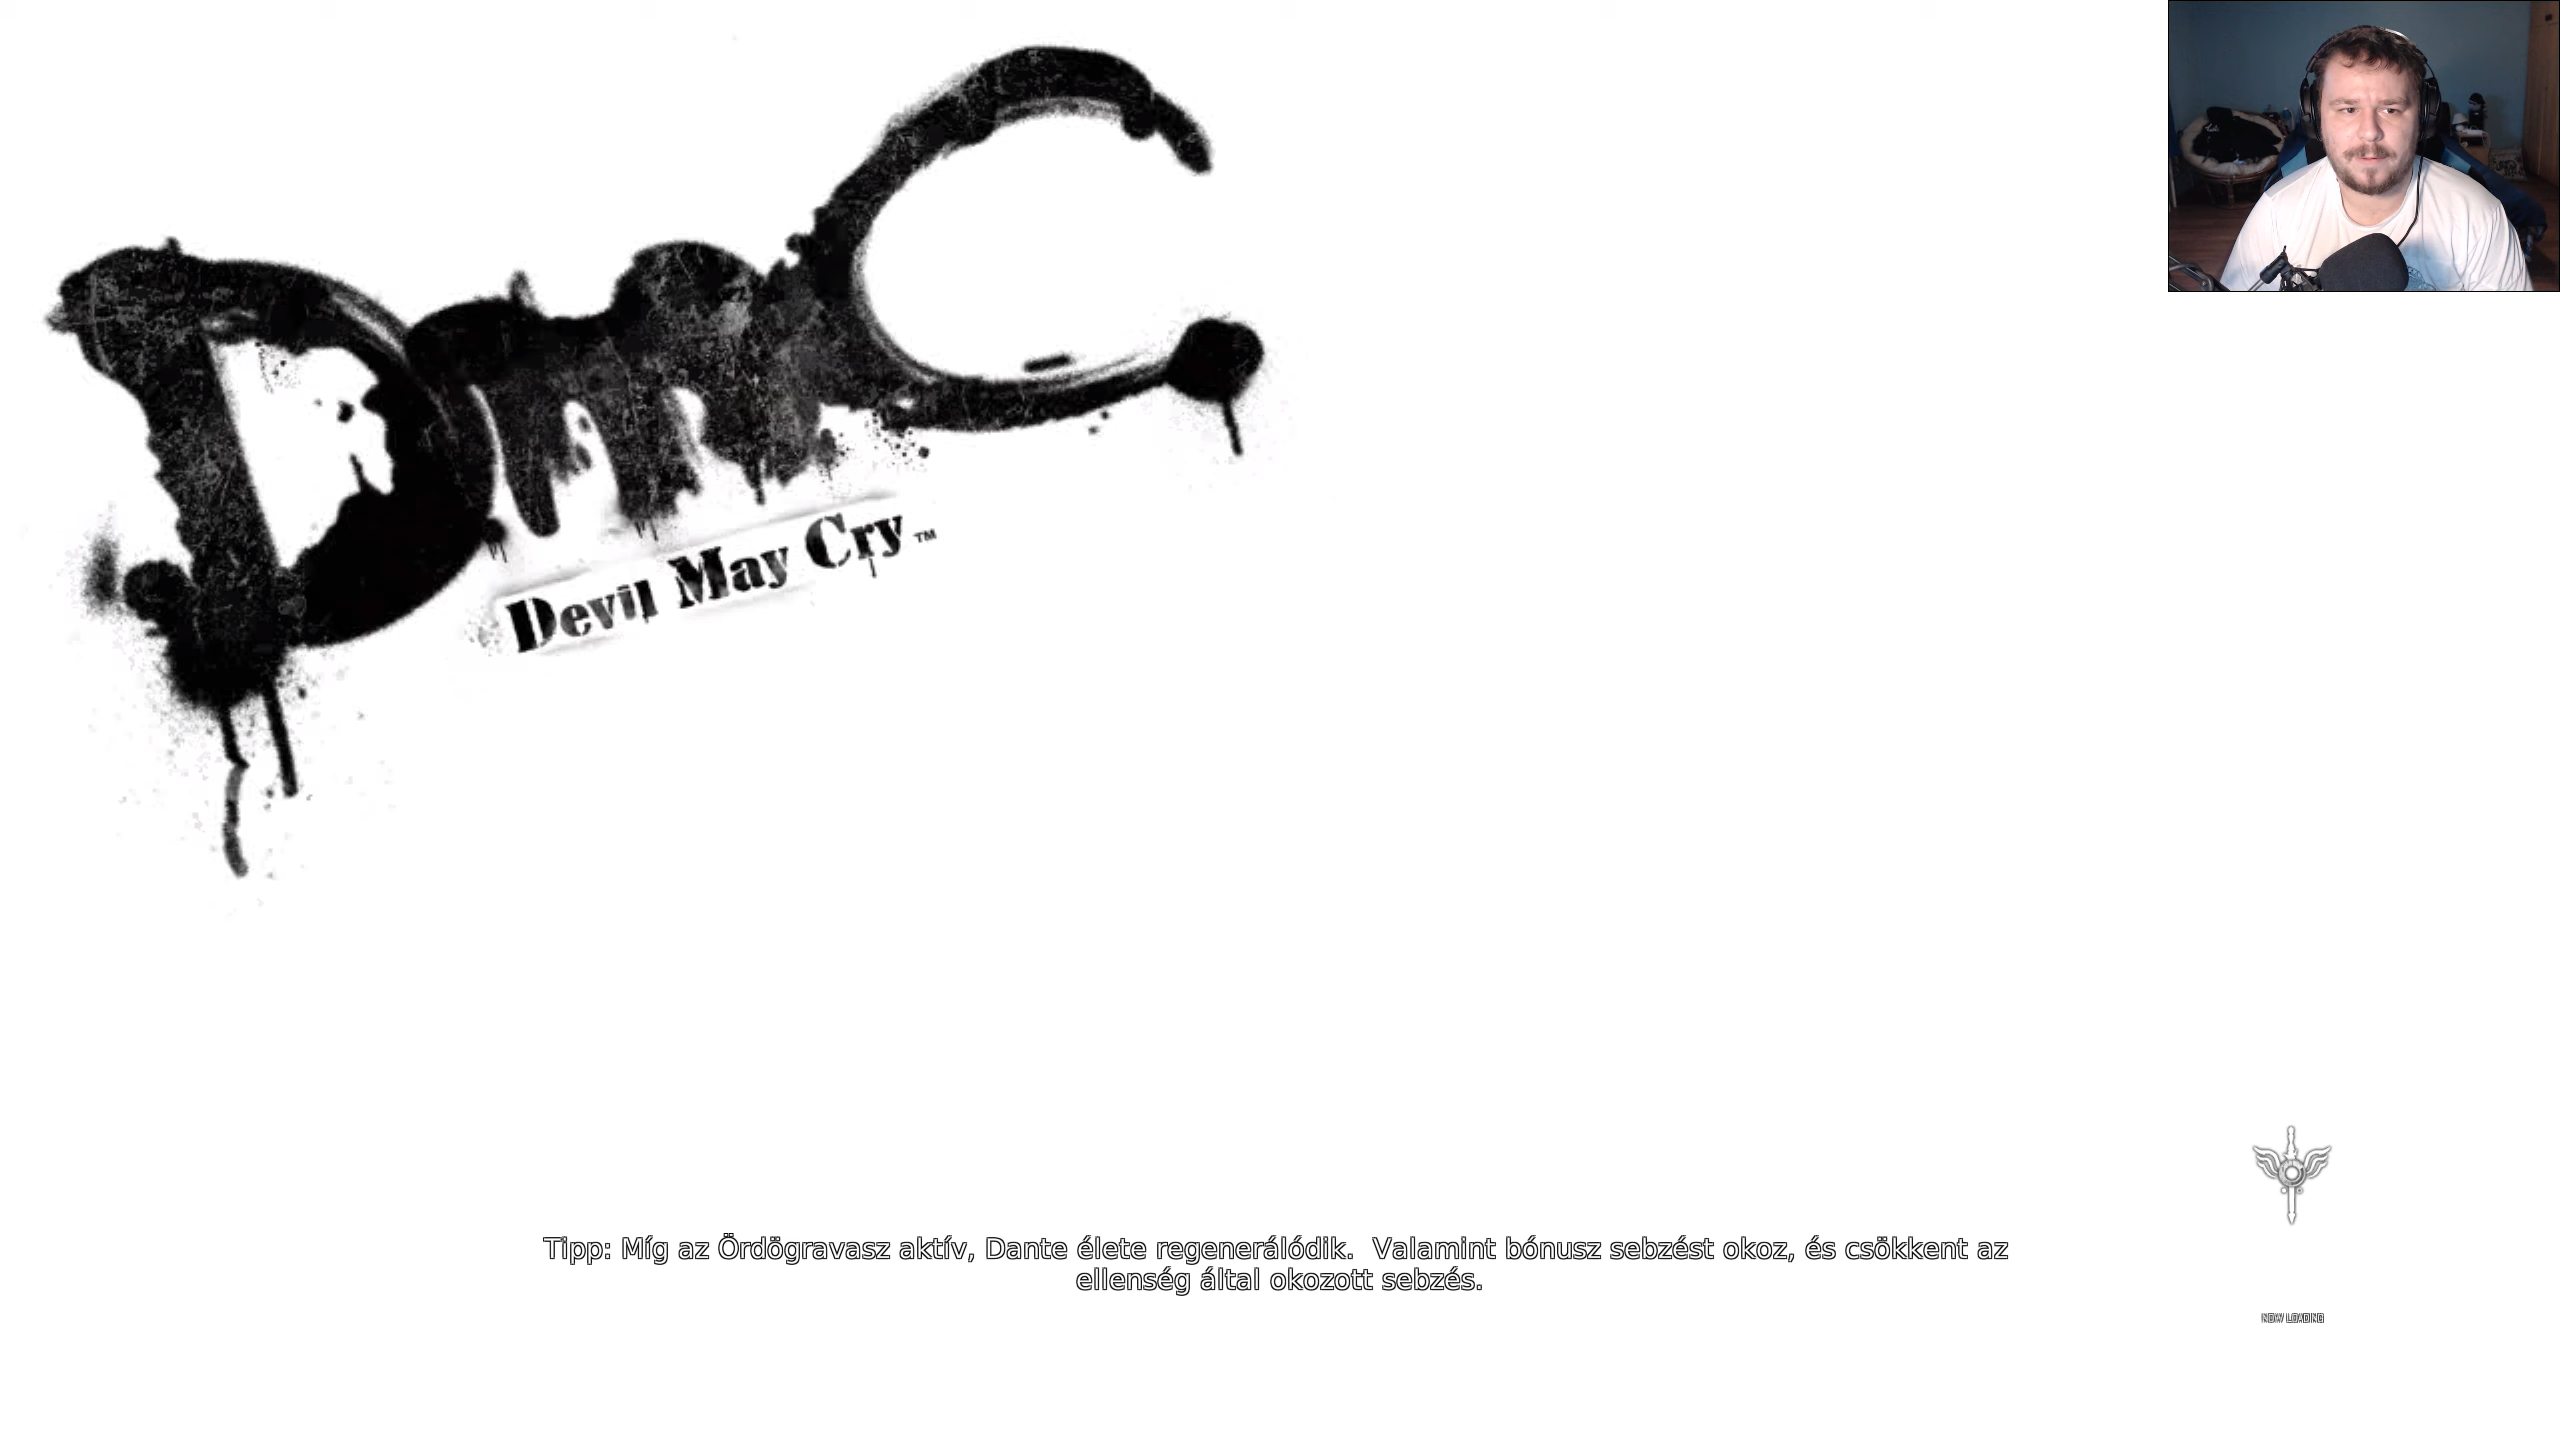 DmC
Devil May Cry™
Tipp: Míg az Ördögravasz aktív, Dante élete regenerálódik.  Valamint bónusz sebzést okoz, és csökkent az
ellenség által okozott sebzés.
NOW LOADING